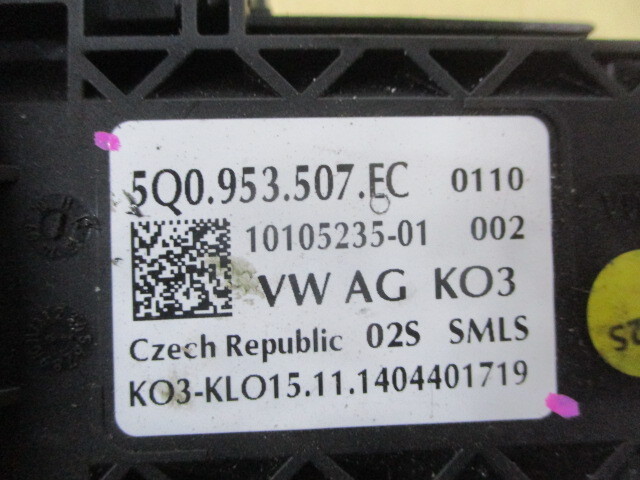 5Q0.953.507.EC 0110
10105235-01 002
VW AG KO3
Czech Republic 02S SMLS
KO3-KLO15.11.1404401719
25